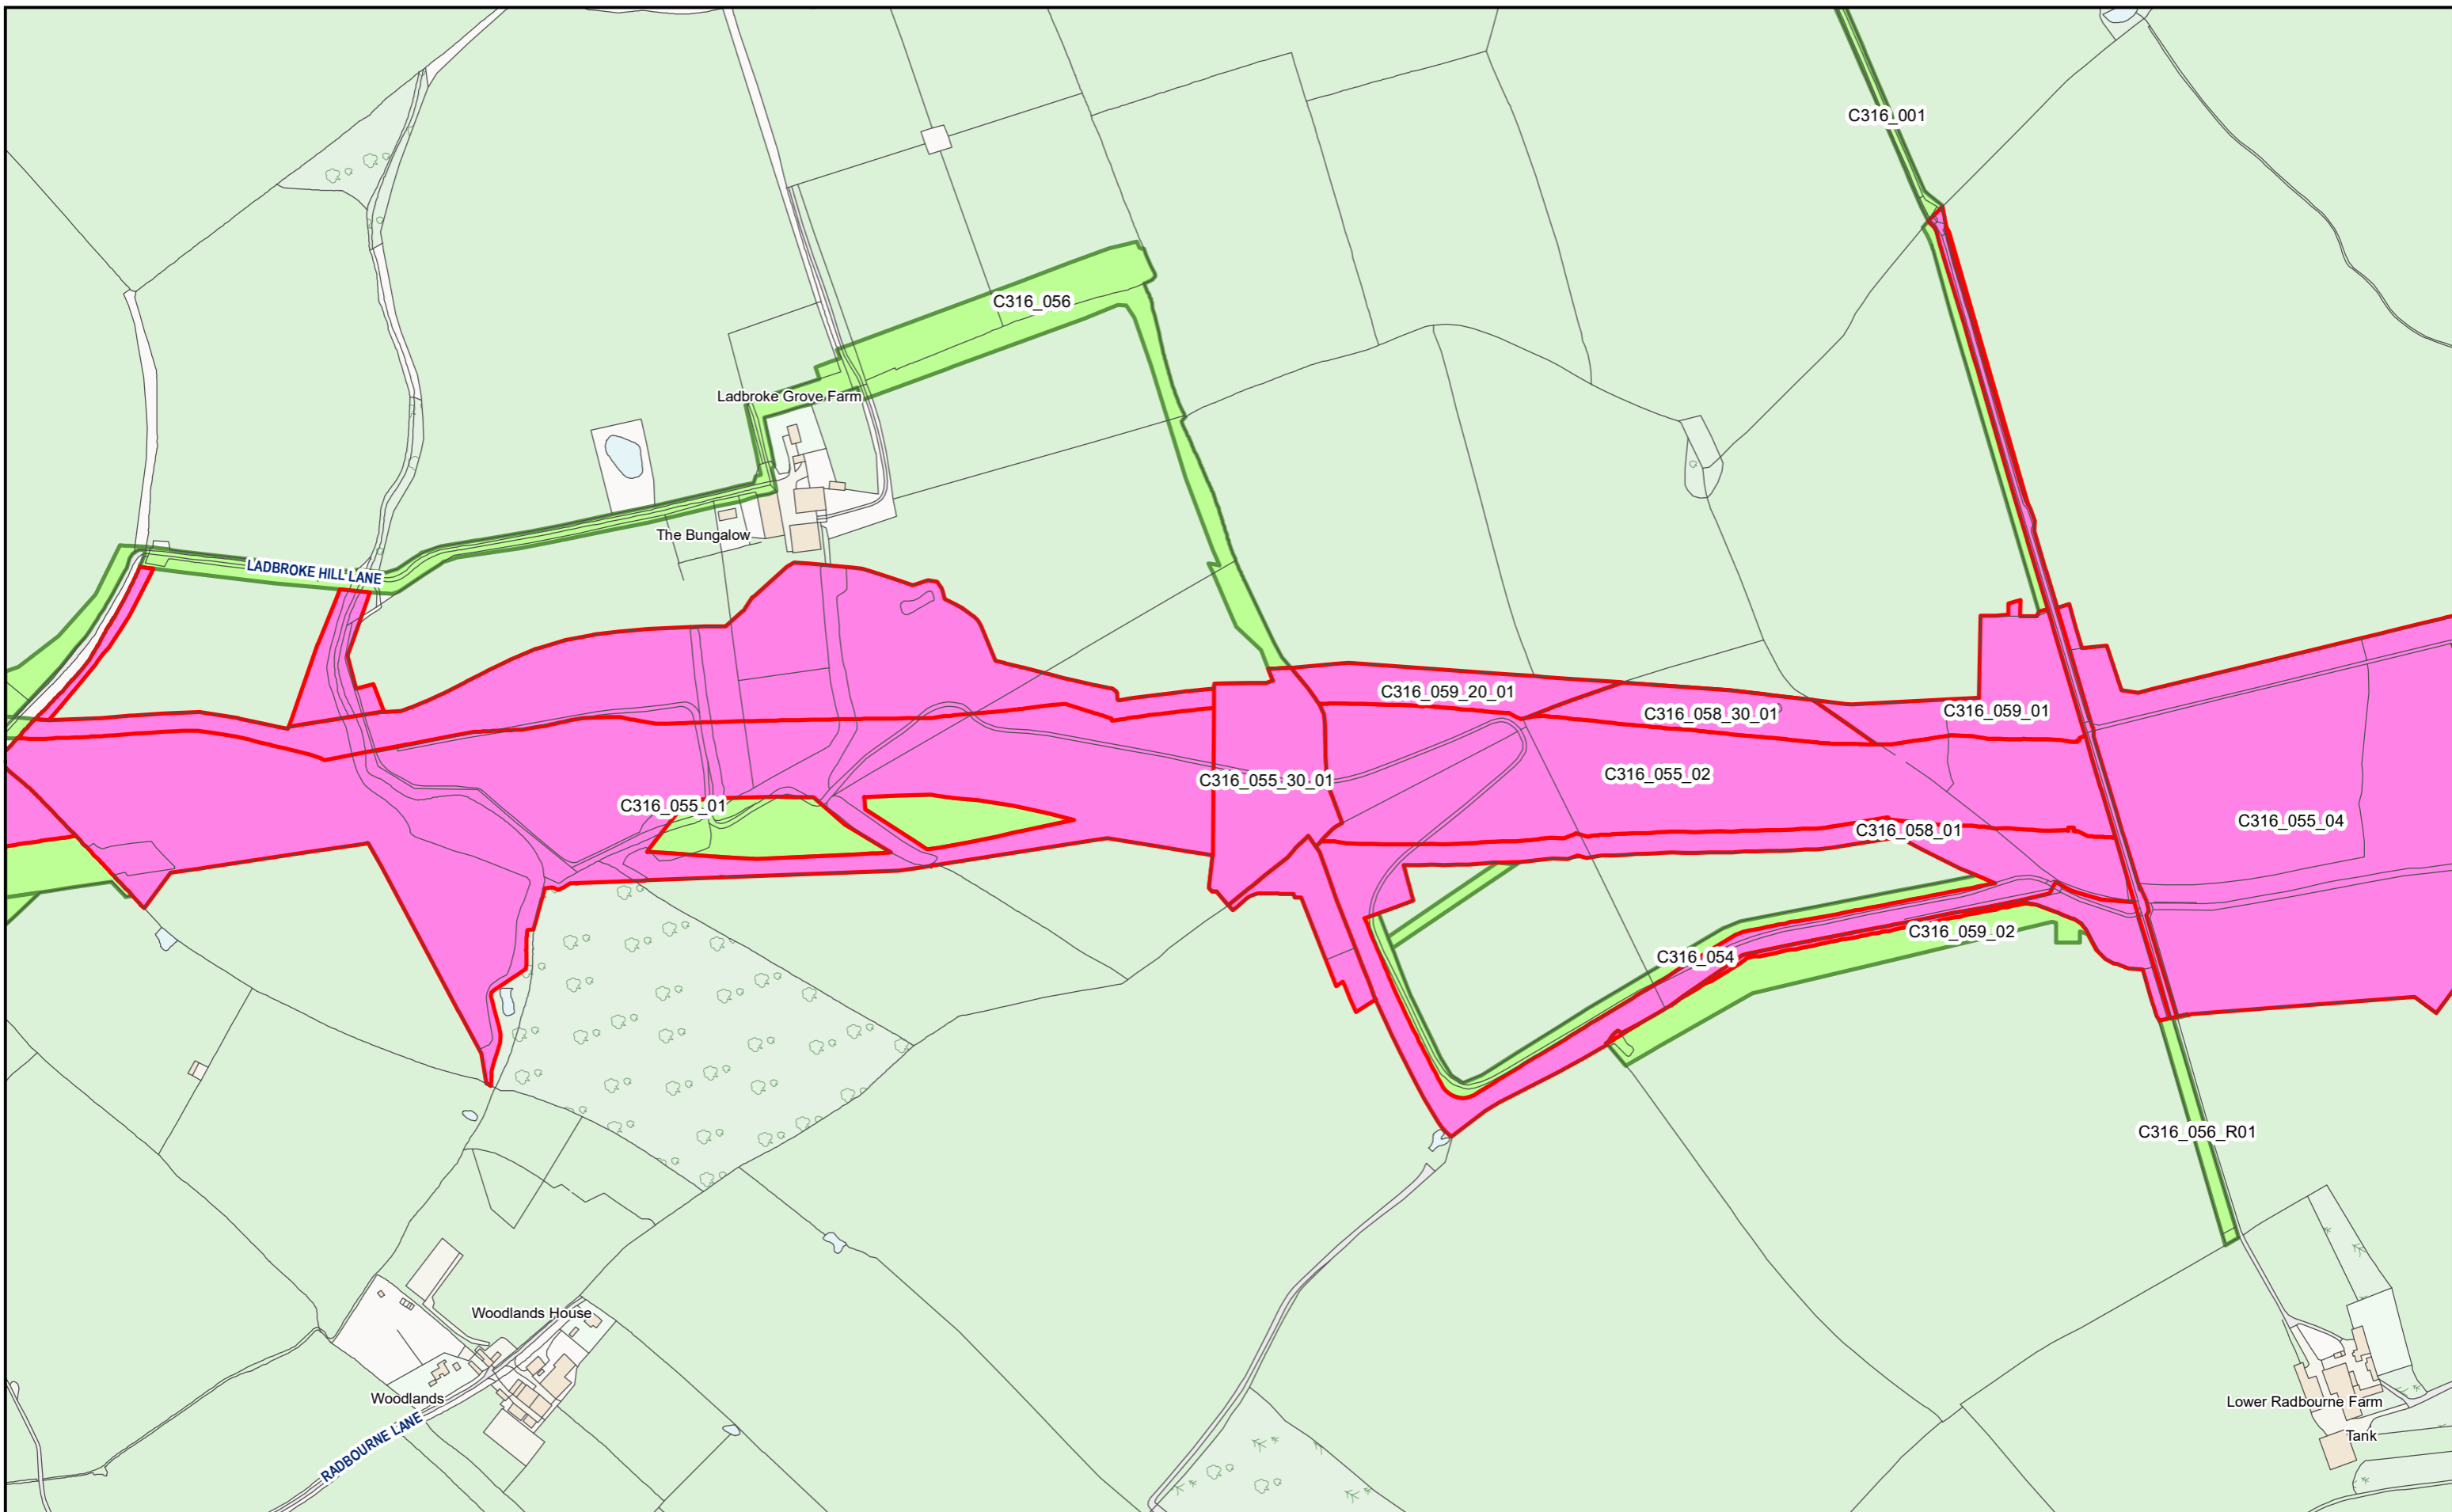 C316_001
C316_056
Ladbroke Grove Farm
The Bungalow
LADBROKE HILL LANE
C316_059_20_01
C316_058_30_01
C316_059_01
C316_055_30_01
C316_055_02
C316_055_01
C316_055_04
C316_058_01
C316_059_02
C316_054
C316_056_R01
Woodlands House
Woodlands
Lower Radbourne Farm
RADBOURNE LANE
Tank